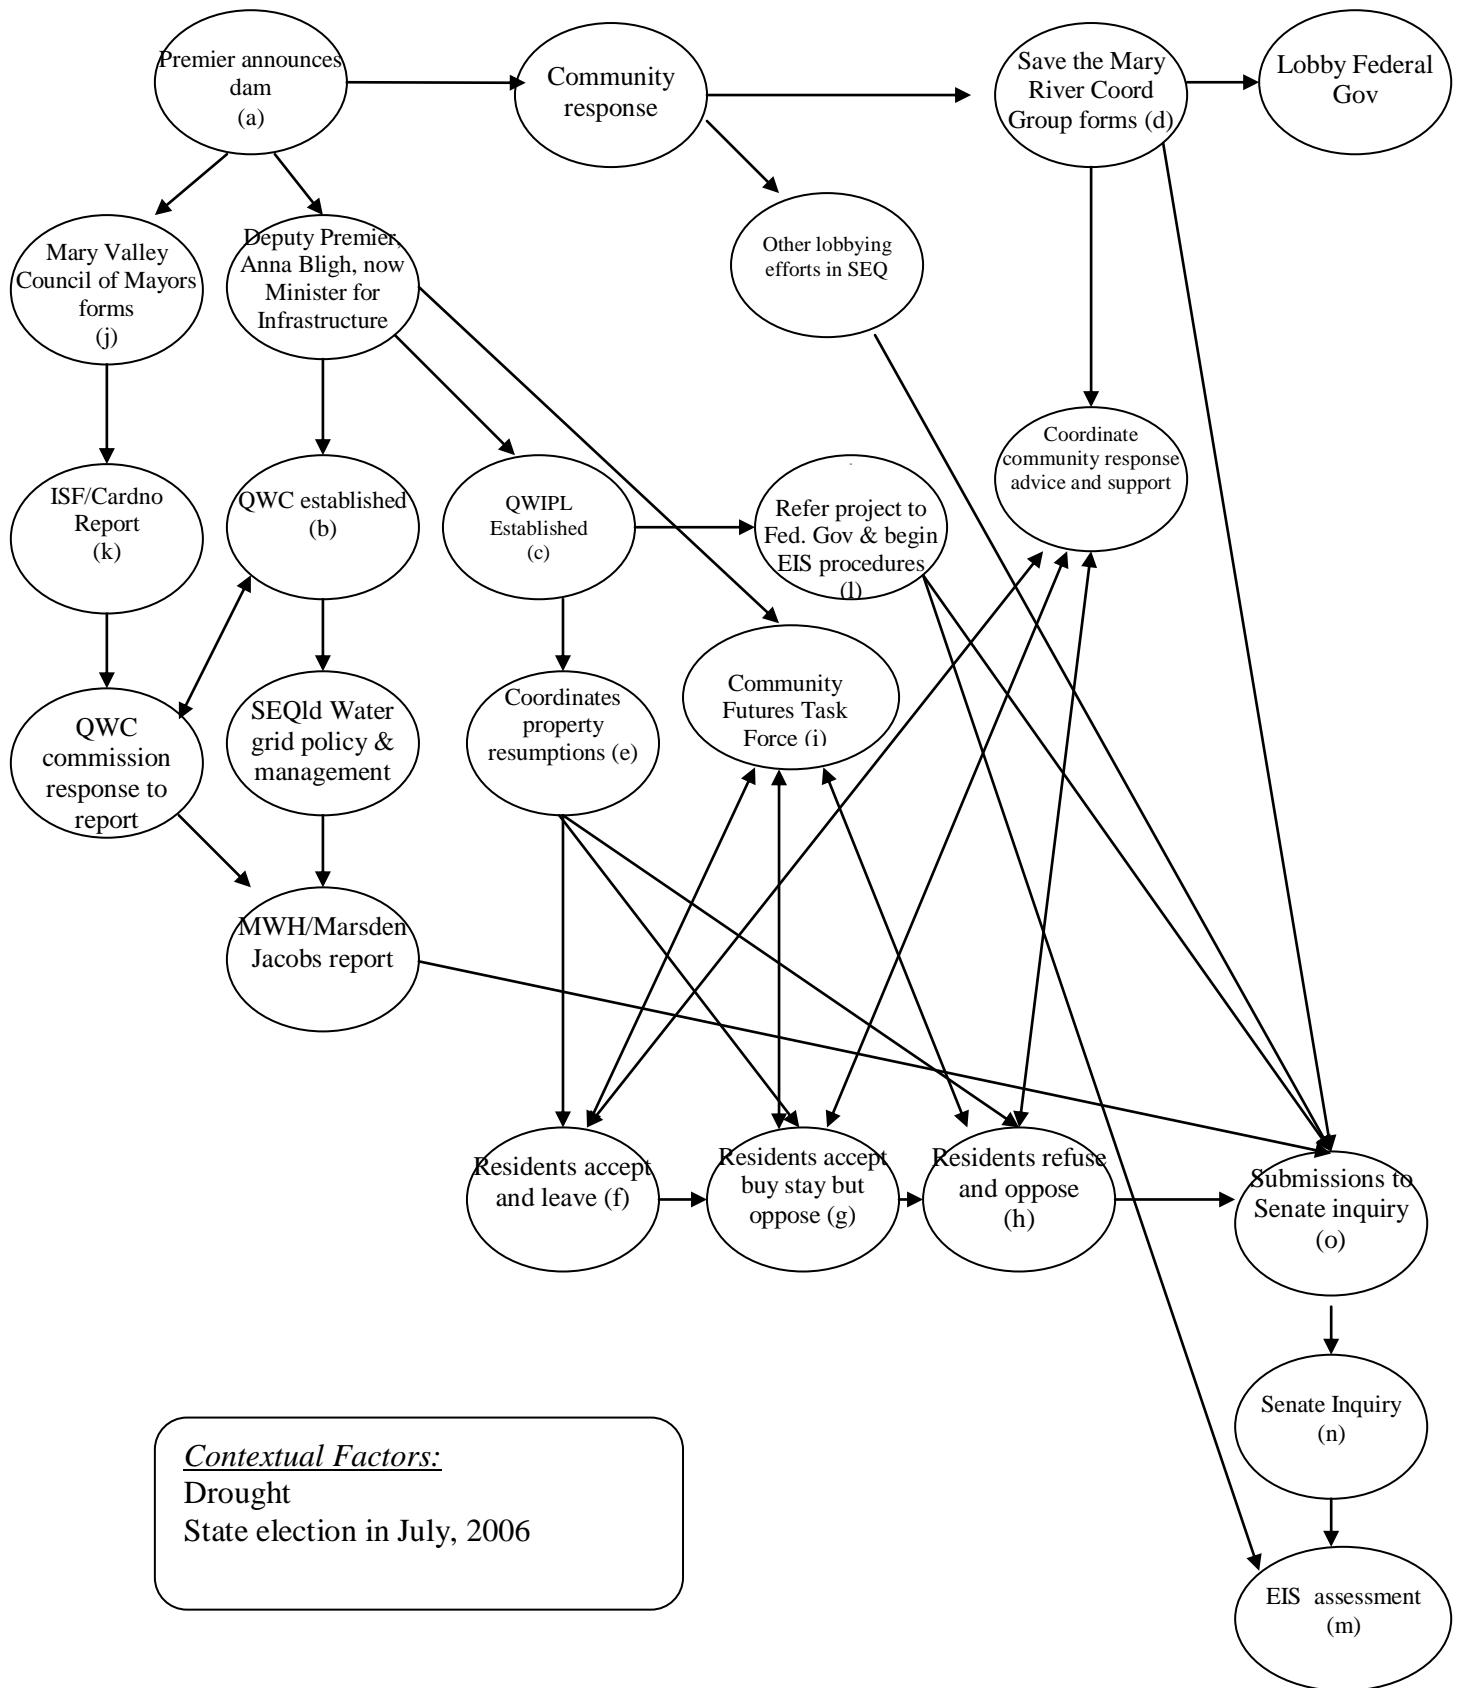 Premier announces
dam
(a)
Community
response
Save the Mary
River Coord
Group forms (d)
Lobby Federal
Gov
Mary Valley
Council of Mayors
forms
(j)
Deputy Premier,
Anna Bligh, now
Minister for
Infrastructure
Other lobbying
efforts in SEQ
Coordinate
community response
advice and support
ISF/Cardno
Report
(k)
QWC established
(b)
QWIPL
Established
(c)
Refer project to
Fed. Gov & begin
EIS procedures
(l)
QWC
commission
response to
report
SEQld Water
grid policy &
management
Coordinates
property
resumptions (e)
Community
Futures Task
Force (i)
MWH/Marsden
Jacobs report
Residents accept
and leave (f)
Residents accept
buy stay but
oppose (g)
Residents refuse
and oppose
(h)
Submissions to
Senate inquiry
(o)
Senate Inquiry
(n)
EIS assessment
(m)
Contextual Factors:
Drought
State election in July, 2006